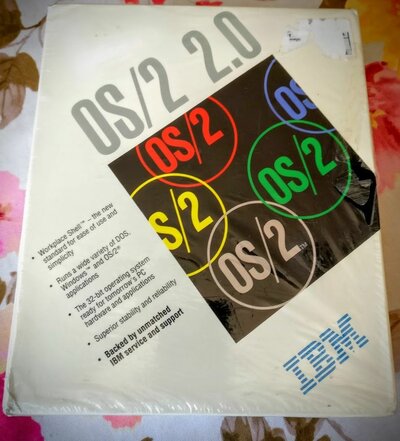 OS/2 2.0
OS/2
OS/2
OS/2
OS/2
OS/2™
• Workplace Shell™ – the new
standard for ease of use and
simplicity
• Runs a wide variety of DOS,
Windows™ and OS/2®
applications
• The 32-bit operating system
ready for tomorrow's PC
hardware and applications
• Superior stability and reliability
• Backed by unmatched
IBM service and support
IBM